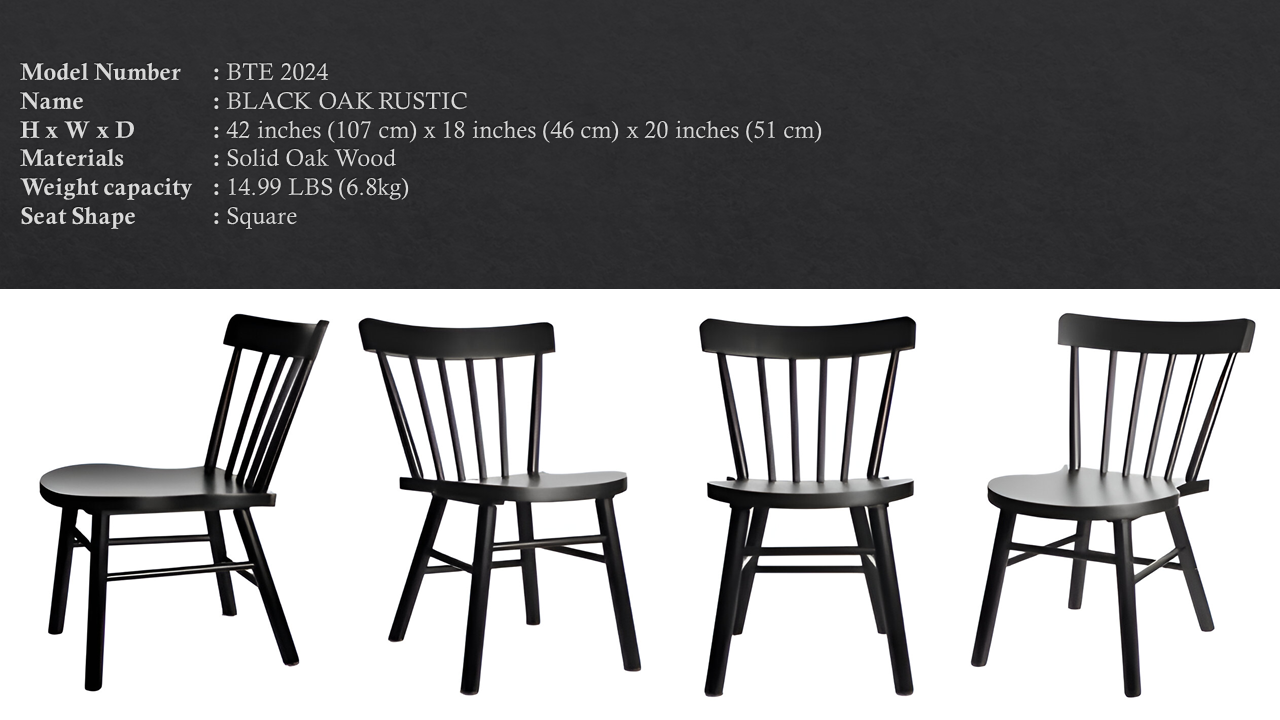 Model Number : BTE 2024
Name : BLACK OAK RUSTIC
H x W x D : 42 inches (107 cm) x 18 inches (46 cm) x 20 inches (51 cm)
Materials : Solid Oak Wood
Weight capacity : 14.99 LBS (6.8kg)
Seat Shape : Square